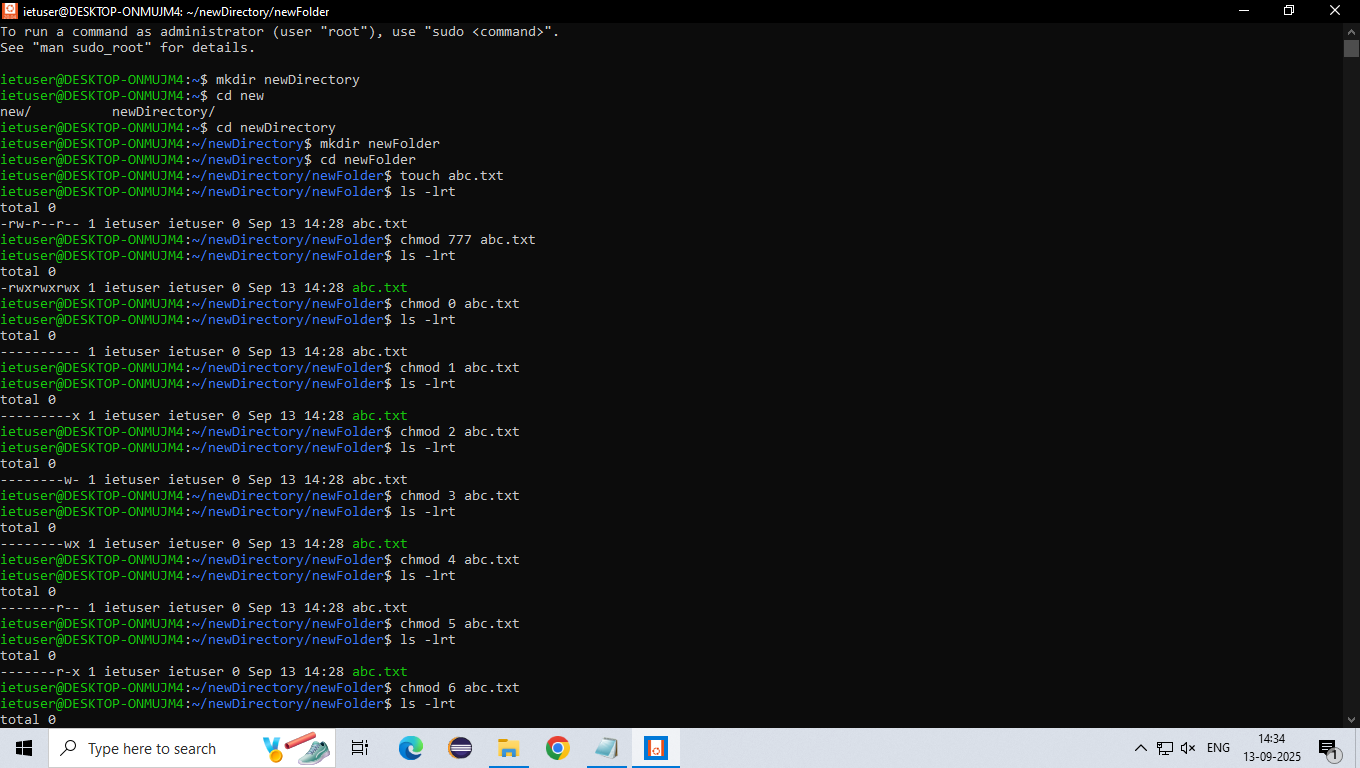 ietuser@DESKTOP-ONMUJM4: ~/newDirectory/newFolder
To run a command as administrator (user "root"), use "sudo <command>".
See "man sudo_root" for details.
ietuser@DESKTOP-ONMUJM4:~$ mkdir newDirectory
ietuser@DESKTOP-ONMUJM4:~$ cd new
new/          newDirectory/
ietuser@DESKTOP-ONMUJM4:~$ cd newDirectory
ietuser@DESKTOP-ONMUJM4:~/newDirectory$ mkdir newFolder
ietuser@DESKTOP-ONMUJM4:~/newDirectory$ cd newFolder
ietuser@DESKTOP-ONMUJM4:~/newDirectory/newFolder$ touch abc.txt
ietuser@DESKTOP-ONMUJM4:~/newDirectory/newFolder$ ls -lrt
total 0
-rw-r--r-- 1 ietuser ietuser 0 Sep 13 14:28 abc.txt
ietuser@DESKTOP-ONMUJM4:~/newDirectory/newFolder$ chmod 777 abc.txt
ietuser@DESKTOP-ONMUJM4:~/newDirectory/newFolder$ ls -lrt
total 0
-rwxrwxrwx 1 ietuser ietuser 0 Sep 13 14:28 abc.txt
ietuser@DESKTOP-ONMUJM4:~/newDirectory/newFolder$ chmod 0 abc.txt
ietuser@DESKTOP-ONMUJM4:~/newDirectory/newFolder$ ls -lrt
total 0
---------- 1 ietuser ietuser 0 Sep 13 14:28 abc.txt
ietuser@DESKTOP-ONMUJM4:~/newDirectory/newFolder$ chmod 1 abc.txt
ietuser@DESKTOP-ONMUJM4:~/newDirectory/newFolder$ ls -lrt
total 0
---------x 1 ietuser ietuser 0 Sep 13 14:28 abc.txt
ietuser@DESKTOP-ONMUJM4:~/newDirectory/newFolder$ chmod 2 abc.txt
ietuser@DESKTOP-ONMUJM4:~/newDirectory/newFolder$ ls -lrt
total 0
--------w- 1 ietuser ietuser 0 Sep 13 14:28 abc.txt
ietuser@DESKTOP-ONMUJM4:~/newDirectory/newFolder$ chmod 3 abc.txt
ietuser@DESKTOP-ONMUJM4:~/newDirectory/newFolder$ ls -lrt
total 0
--------wx 1 ietuser ietuser 0 Sep 13 14:28 abc.txt
ietuser@DESKTOP-ONMUJM4:~/newDirectory/newFolder$ chmod 4 abc.txt
ietuser@DESKTOP-ONMUJM4:~/newDirectory/newFolder$ ls -lrt
total 0
-------r-- 1 ietuser ietuser 0 Sep 13 14:28 abc.txt
ietuser@DESKTOP-ONMUJM4:~/newDirectory/newFolder$ chmod 5 abc.txt
ietuser@DESKTOP-ONMUJM4:~/newDirectory/newFolder$ ls -lrt
total 0
-------r-x 1 ietuser ietuser 0 Sep 13 14:28 abc.txt
ietuser@DESKTOP-ONMUJM4:~/newDirectory/newFolder$ chmod 6 abc.txt
ietuser@DESKTOP-ONMUJM4:~/newDirectory/newFolder$ ls -lrt
total 0
Type here to search
ENG
14:34
13-09-2025
1